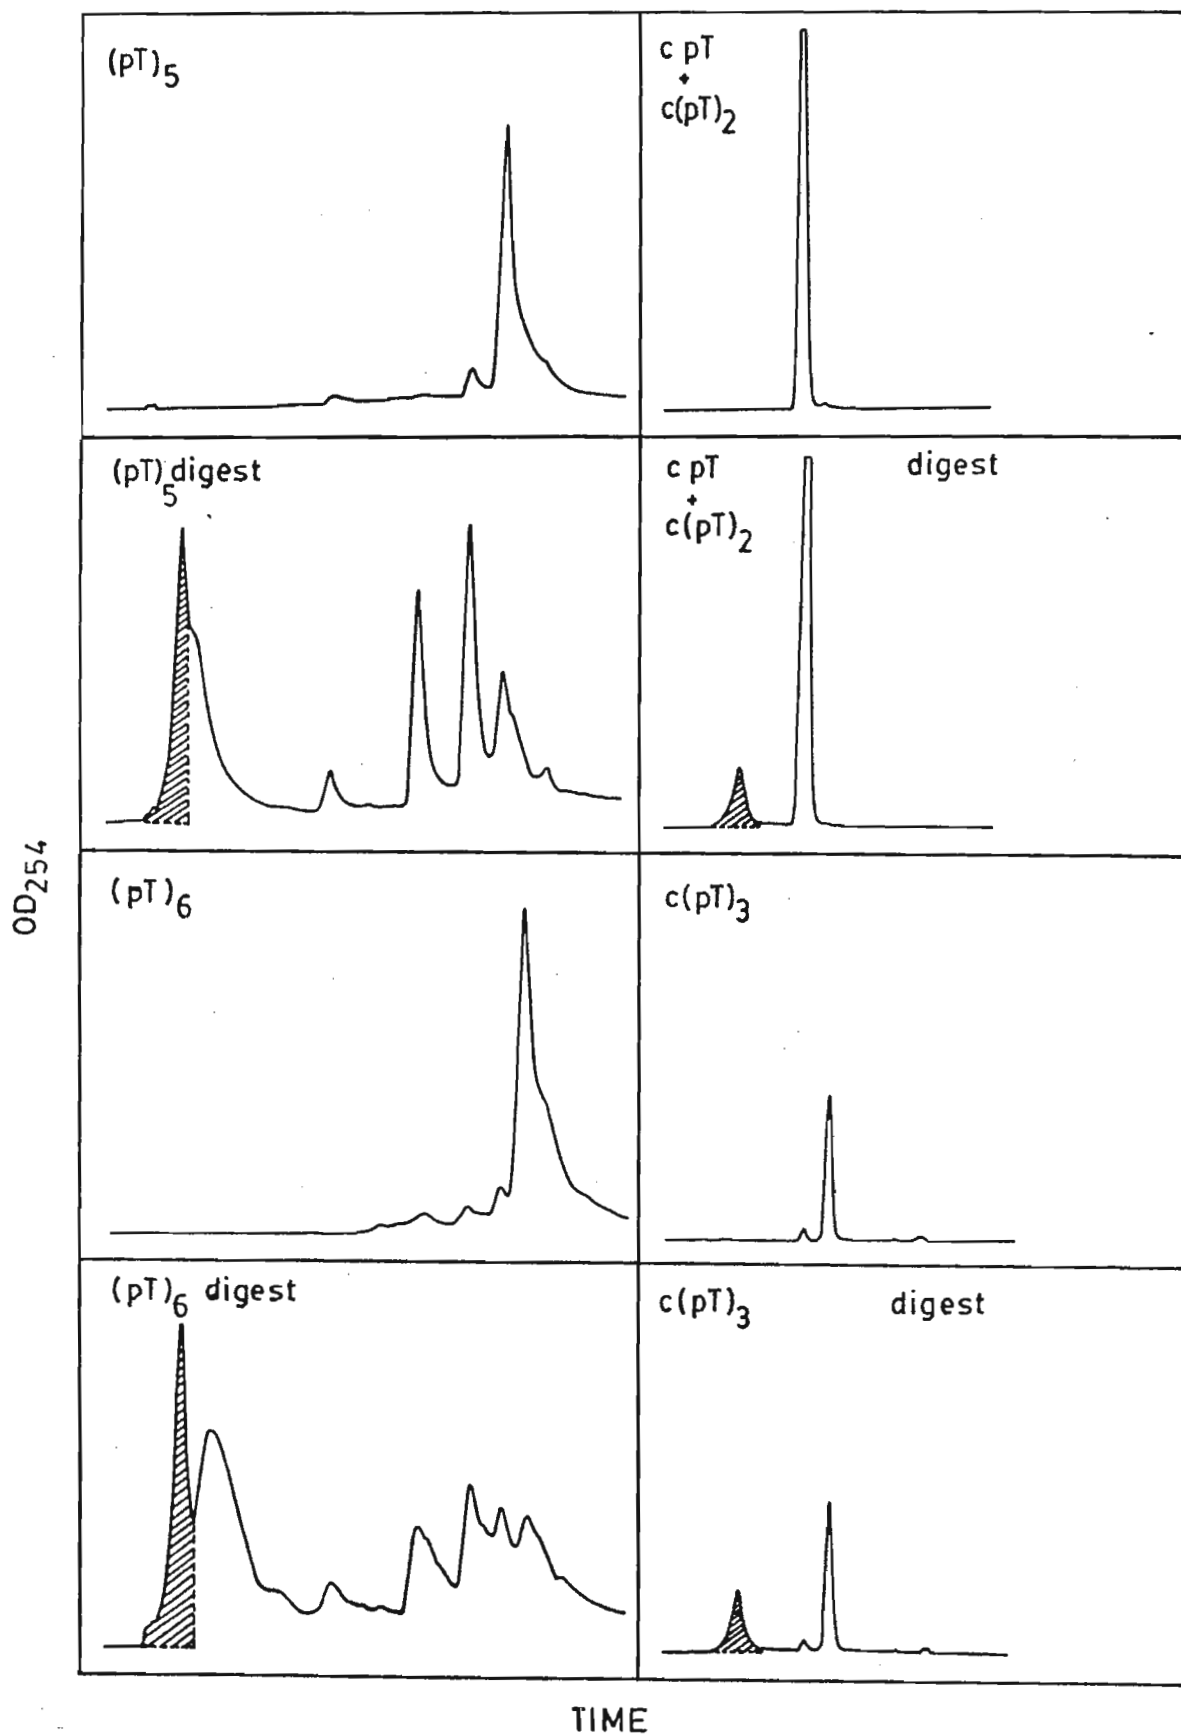 (pT)5
c pT
+
c(pT)2
(pT)5 digest
c pT digest
+
c(pT)2
(pT)6
c(pT)3
(pT)6 digest
c(pT)3 digest
OD254
TIME